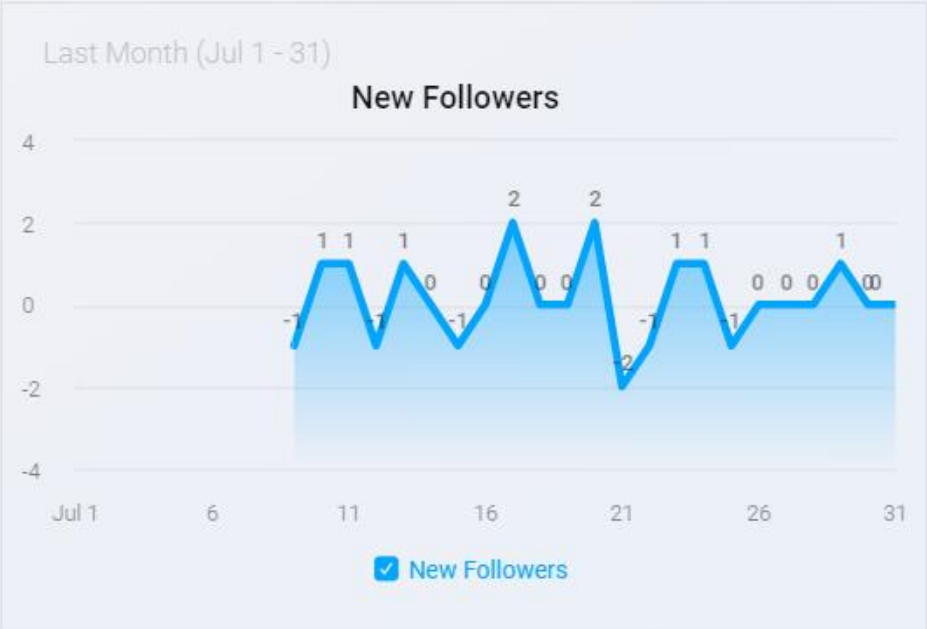 Last Month (Jul 1 - 31)
New Followers
4
2
0
-2
-4
-1 1 1 -1 1 0 -1 0 2 0 0 2 -2 -1 1 1 -1 0 0 0 1 0 0
Jul 1 6 11 16 21 26 31
New Followers